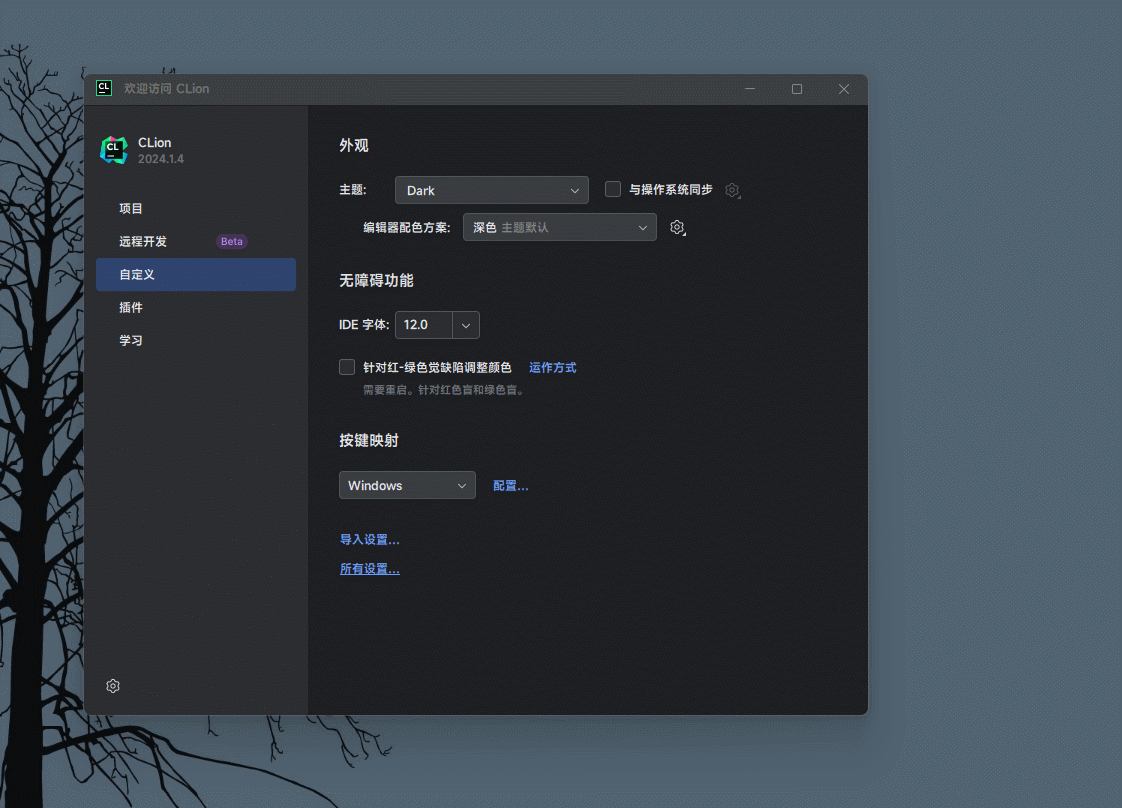 CL 欢迎访问 CLion
CL CLion
2024.1.4
项目
远程开发 Beta
自定义
插件
学习
外观
主题: Dark 与操作系统同步
编辑器配色方案: 深色 主题默认
无障碍功能
IDE 字体: 12.0
针对红-绿色觉缺陷调整颜色 运作方式
需要重启。针对红色盲和绿色盲。
按键映射
Windows 配置...
导入设置...
所有设置...